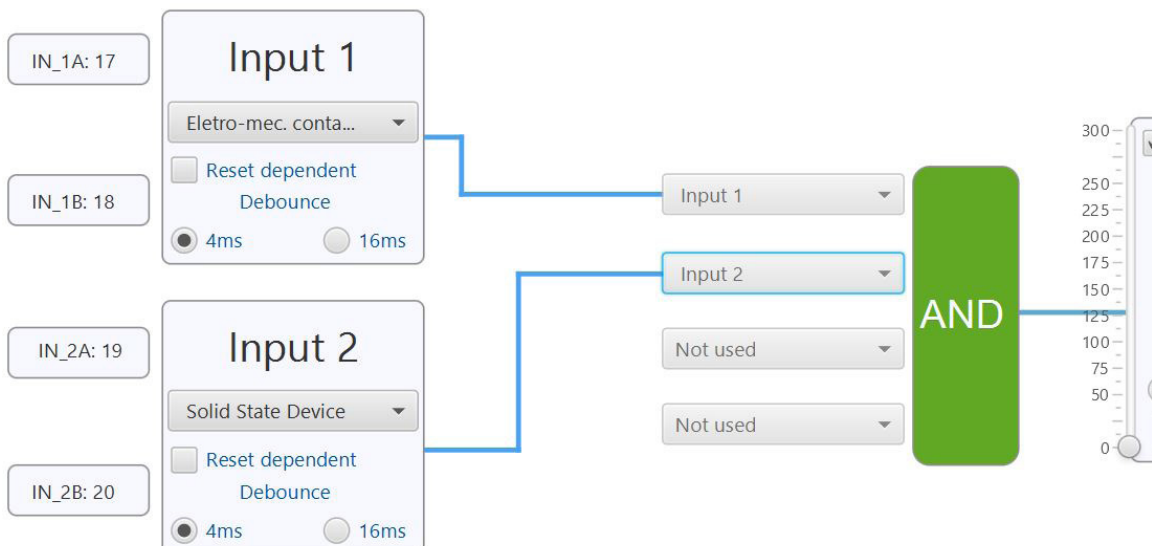 IN_1A: 17
Input 1
Eletro-mec. conta...
Reset dependent
Debounce
4ms
16ms
IN_1B: 18
IN_2A: 19
Input 2
Solid State Device
Reset dependent
Debounce
4ms
16ms
IN_2B: 20
Input 1
Input 2
Not used
Not used
AND
300
250
225
200
175
150
125
100
75
50
0